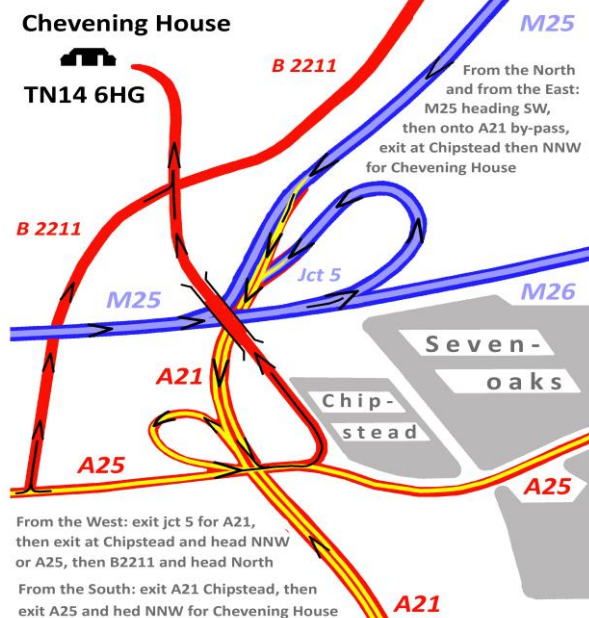 Chevening House
M25
B 2211
TN14 6HG
From the North
and from the East:
M25 heading SW,
then onto A21 by-pass,
exit at Chipstead then NNW
for Chevening House
B 2211
Jct 5
M25
M26
Seven-
oaks
A21
Chip-
stead
A25
A25
From the West: exit jct 5 for A21,
then exit at Chipstead and head NNW
or A25, then B2211 and head North
From the South: exit A21 Chipstead, then
exit A25 and hed NNW for Chevening House
A21